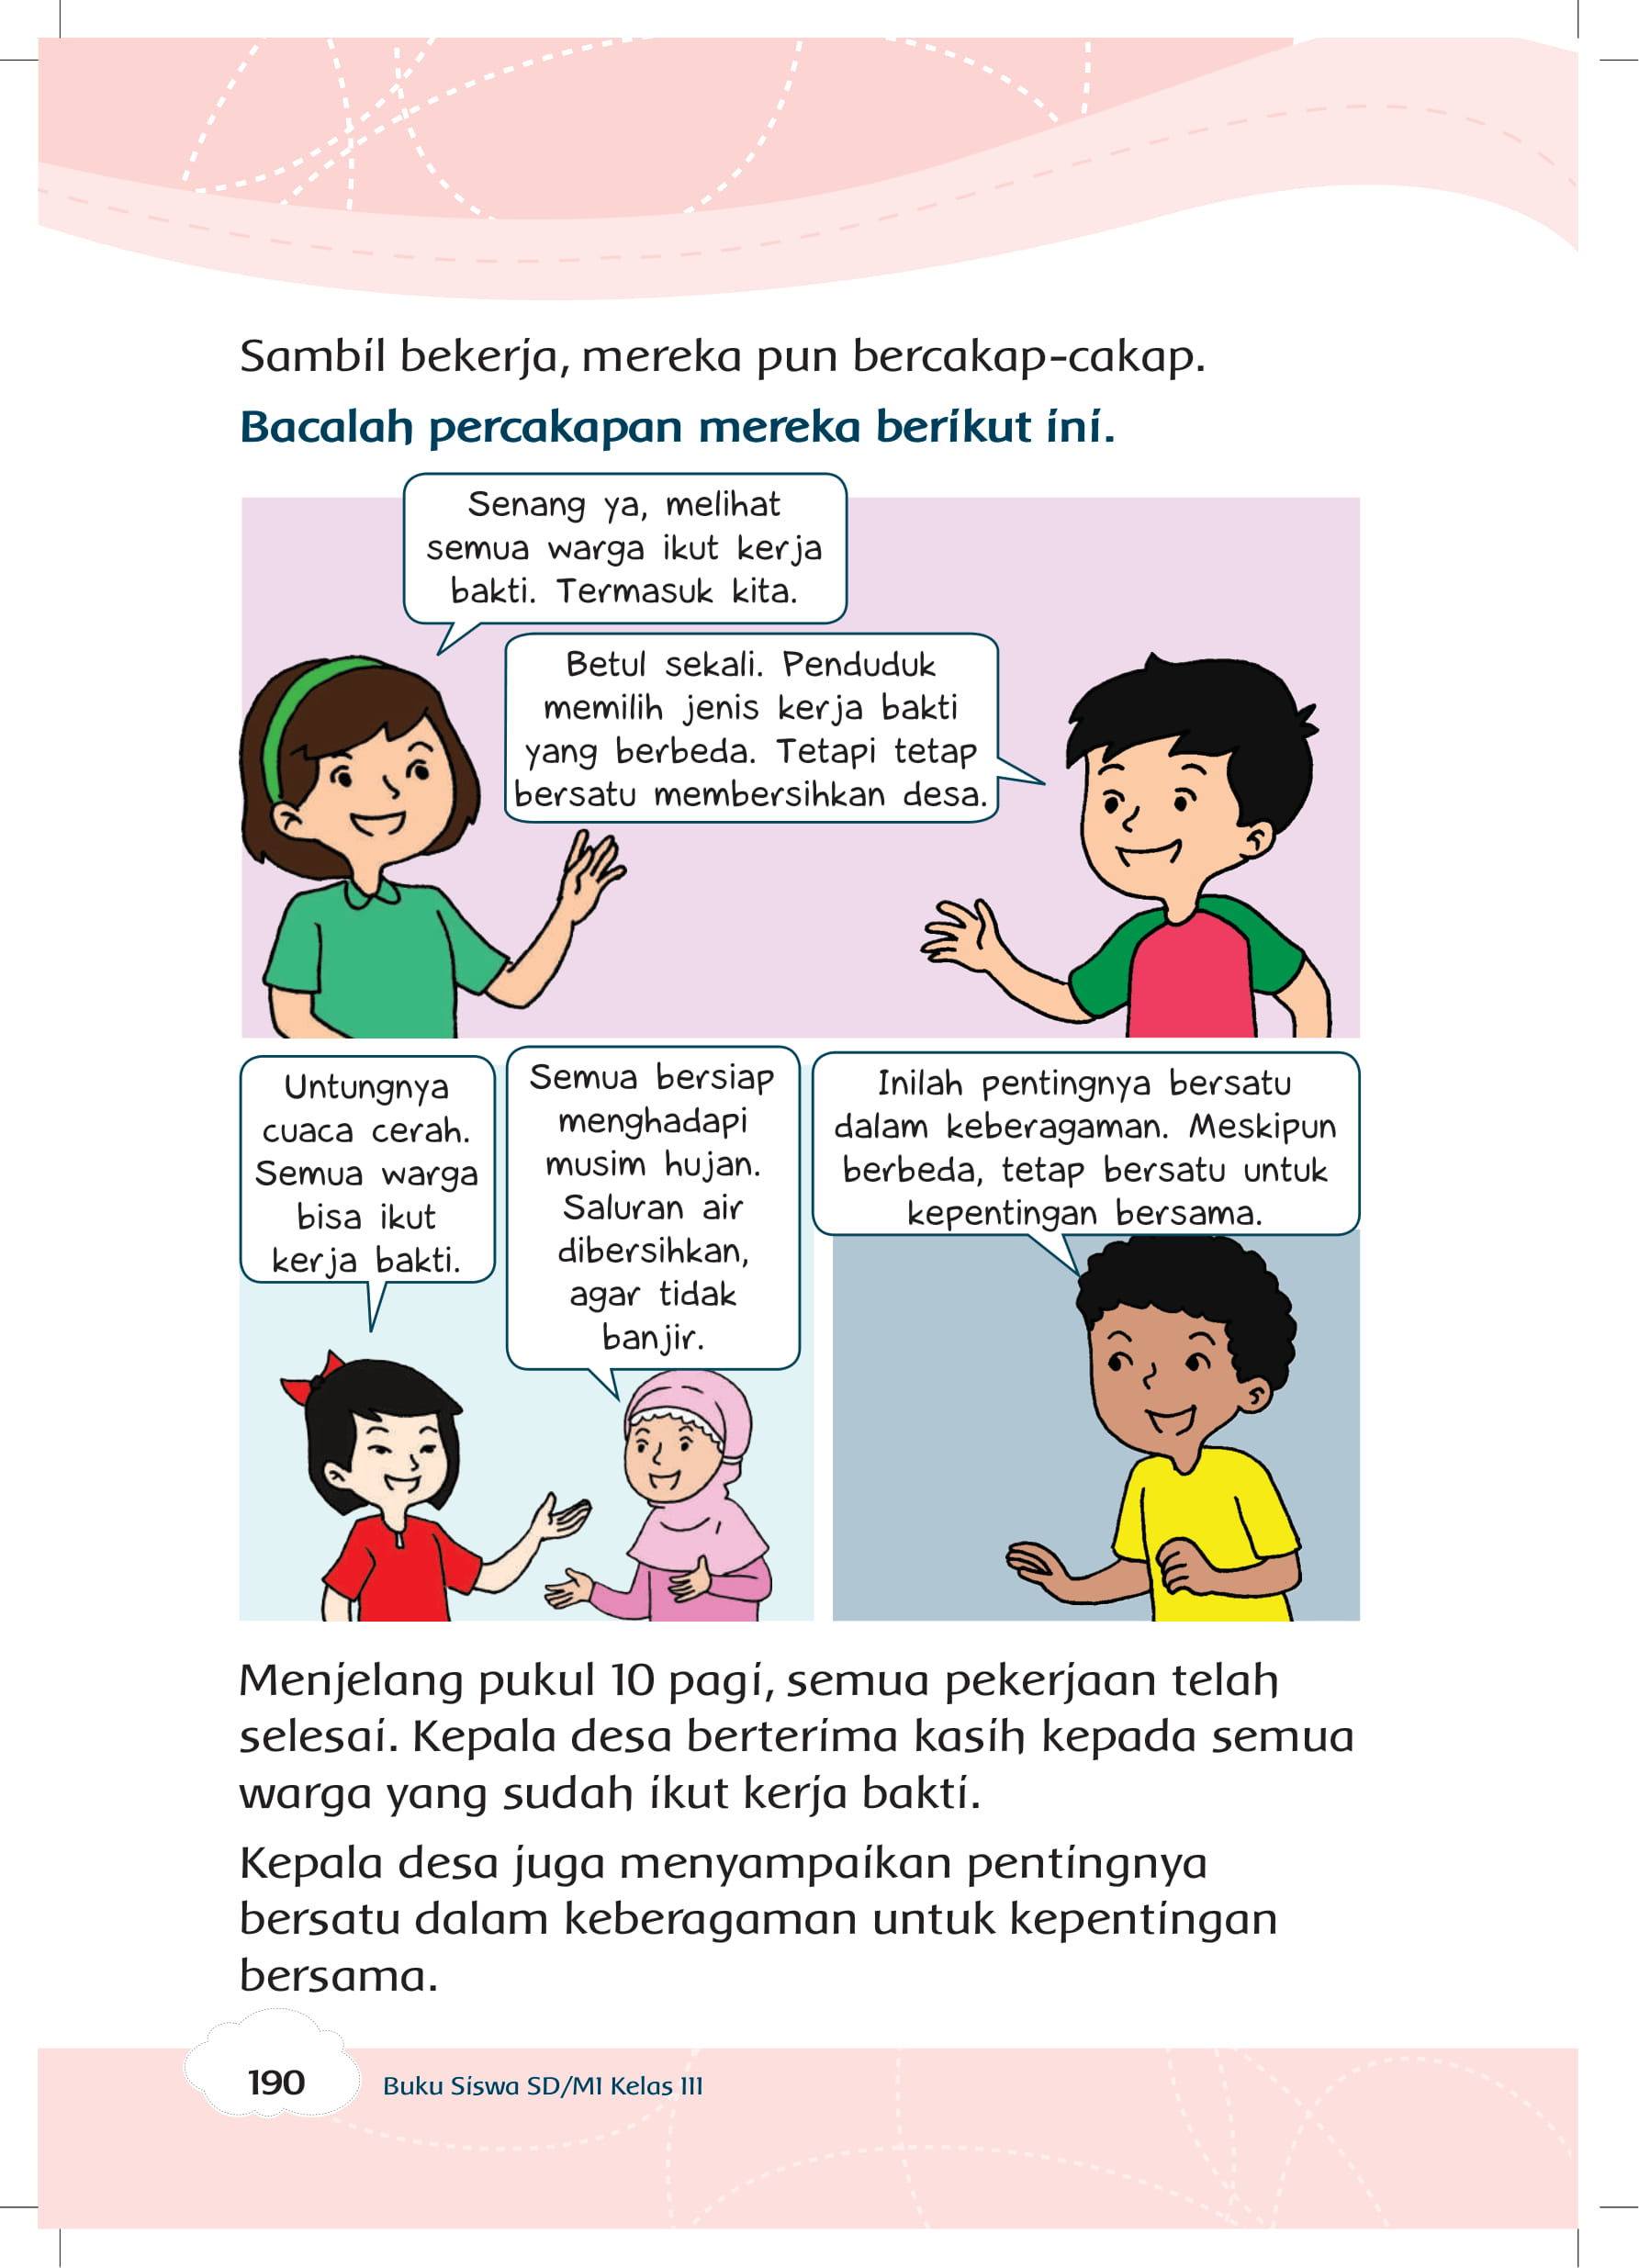 Sambil bekerja, mereka pun bercakap-cakap.
Bacalah percakapan mereka berikut ini.
Senang ya, melihat
semua warga ikut kerja
bakti. Termasuk kita.
Betul sekali. Penduduk
memilih jenis kerja bakti
yang berbeda. Tetapi tetap
bersatu membersihkan desa.
Untungnya
cuaca cerah.
Semua warga
bisa ikut
kerja bakti.
Semua bersiap
menghadapi
musim hujan.
Saluran air
dibersihkan,
agar tidak
banjir.
Inilah pentingnya bersatu
dalam keberagaman. Meskipun
berbeda, tetap bersatu untuk
kepentingan bersama.
Menjelang pukul 10 pagi, semua pekerjaan telah
selesai. Kepala desa berterima kasih kepada semua
warga yang sudah ikut kerja bakti.
Kepala desa juga menyampaikan pentingnya
bersatu dalam keberagaman untuk kepentingan
bersama.
190
Buku Siswa SD/MI Kelas III